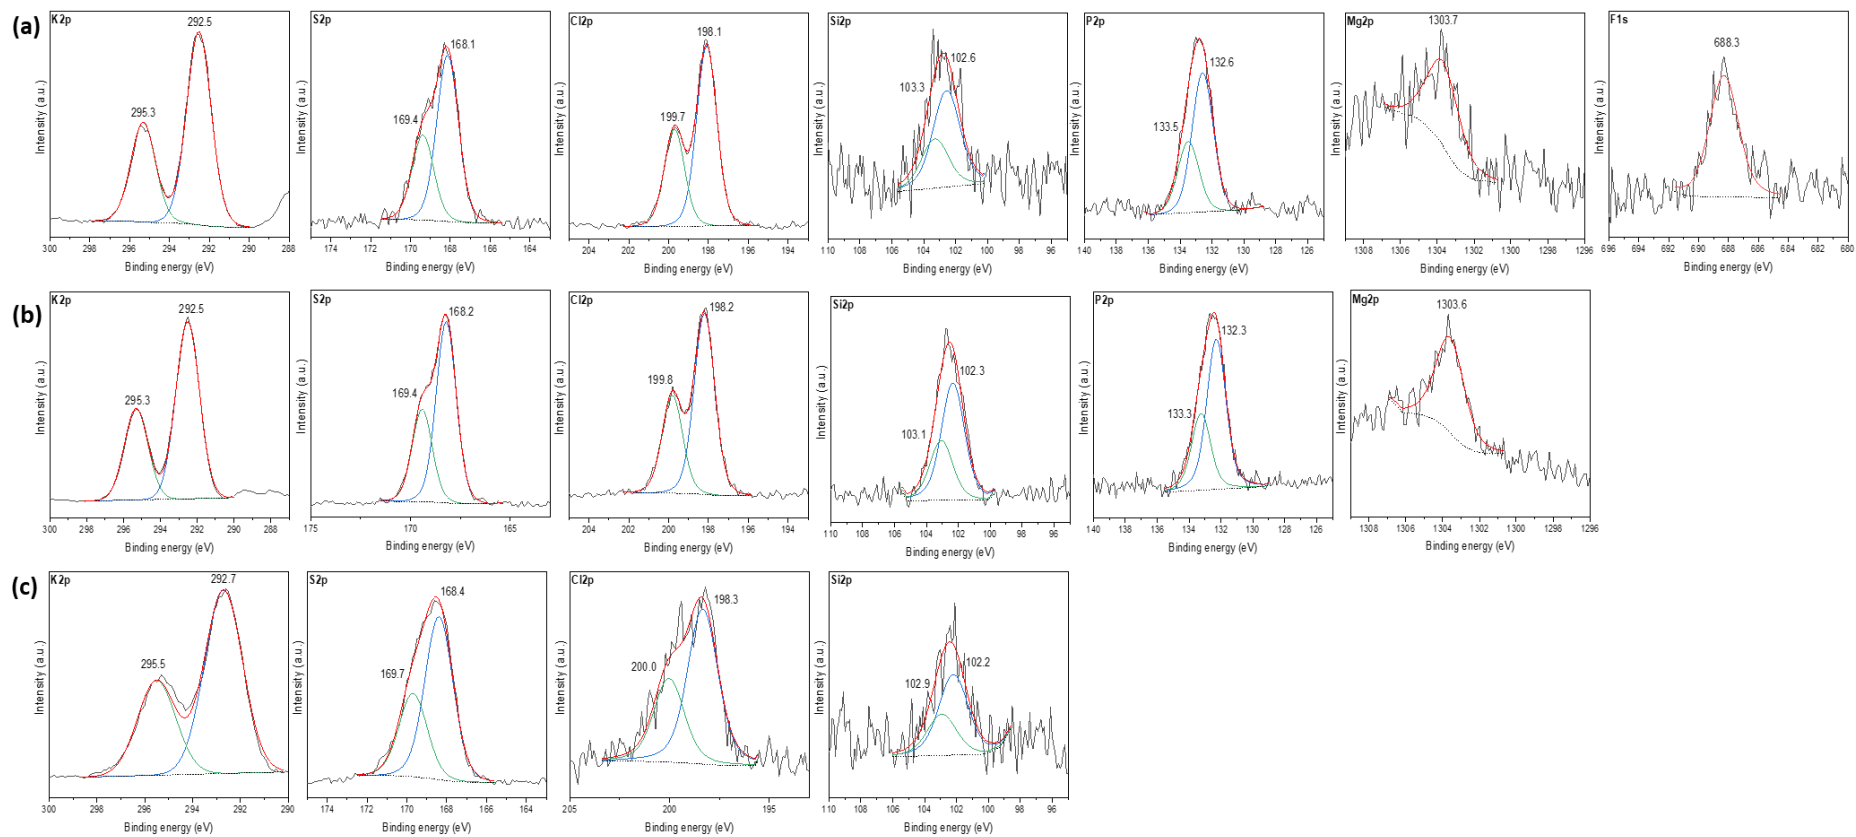 (a)
K2p
292.5
295.3
Intensity (a.u.)
300 298 296 294 292 290 288
Binding energy (eV)
S2p
168.1
169.4
Intensity (a.u.)
174 172 170 168 166 164
Binding energy (eV)
Cl2p
198.1
199.7
Intensity (a.u.)
204 202 200 198 196 194
Binding energy (eV)
Si2p
102.6
103.3
Intensity (a.u.)
110 108 106 104 102 100 98 96
Binding energy (eV)
P2p
132.6
133.5
Intensity (a.u.)
140 138 136 134 132 130 128 126
Binding energy (eV)
Mg2p
1303.7
Intensity (a.u.)
1308 1306 1304 1302 1300 1298 1296
Binding energy (eV)
F1s
688.3
Intensity (a.u.)
696 694 692 690 688 686 684 682 680
Binding energy (eV)
(b)
K2p
292.5
295.3
Intensity (a.u.)
300 298 296 294 292 290 288
Binding energy (eV)
S2p
168.2
169.4
Intensity (a.u.)
175 170 165
Binding energy (eV)
Cl2p
198.2
199.8
Intensity (a.u.)
204 202 200 198 196 194
Binding energy (eV)
Si2p
102.3
103.1
Intensity (a.u.)
110 108 106 104 102 100 98 96
Binding energy (eV)
P2p
132.3
133.3
Intensity (a.u.)
140 138 136 134 132 130 128 126
Binding energy (eV)
Mg2p
1303.6
Intensity (a.u.)
1308 1306 1304 1302 1300 1298 1296
Binding energy (eV)
(c)
K2p
292.7
295.5
Intensity (a.u.)
300 298 296 294 292 290
Binding energy (eV)
S2p
168.4
169.7
Intensity (a.u.)
174 172 170 168 166 164
Binding energy (eV)
Cl2p
198.3
200.0
Intensity (a.u.)
205 200 195
Binding energy (eV)
Si2p
102.2
102.9
Intensity (a.u.)
110 108 106 104 102 100 98 96
Binding energy (eV)